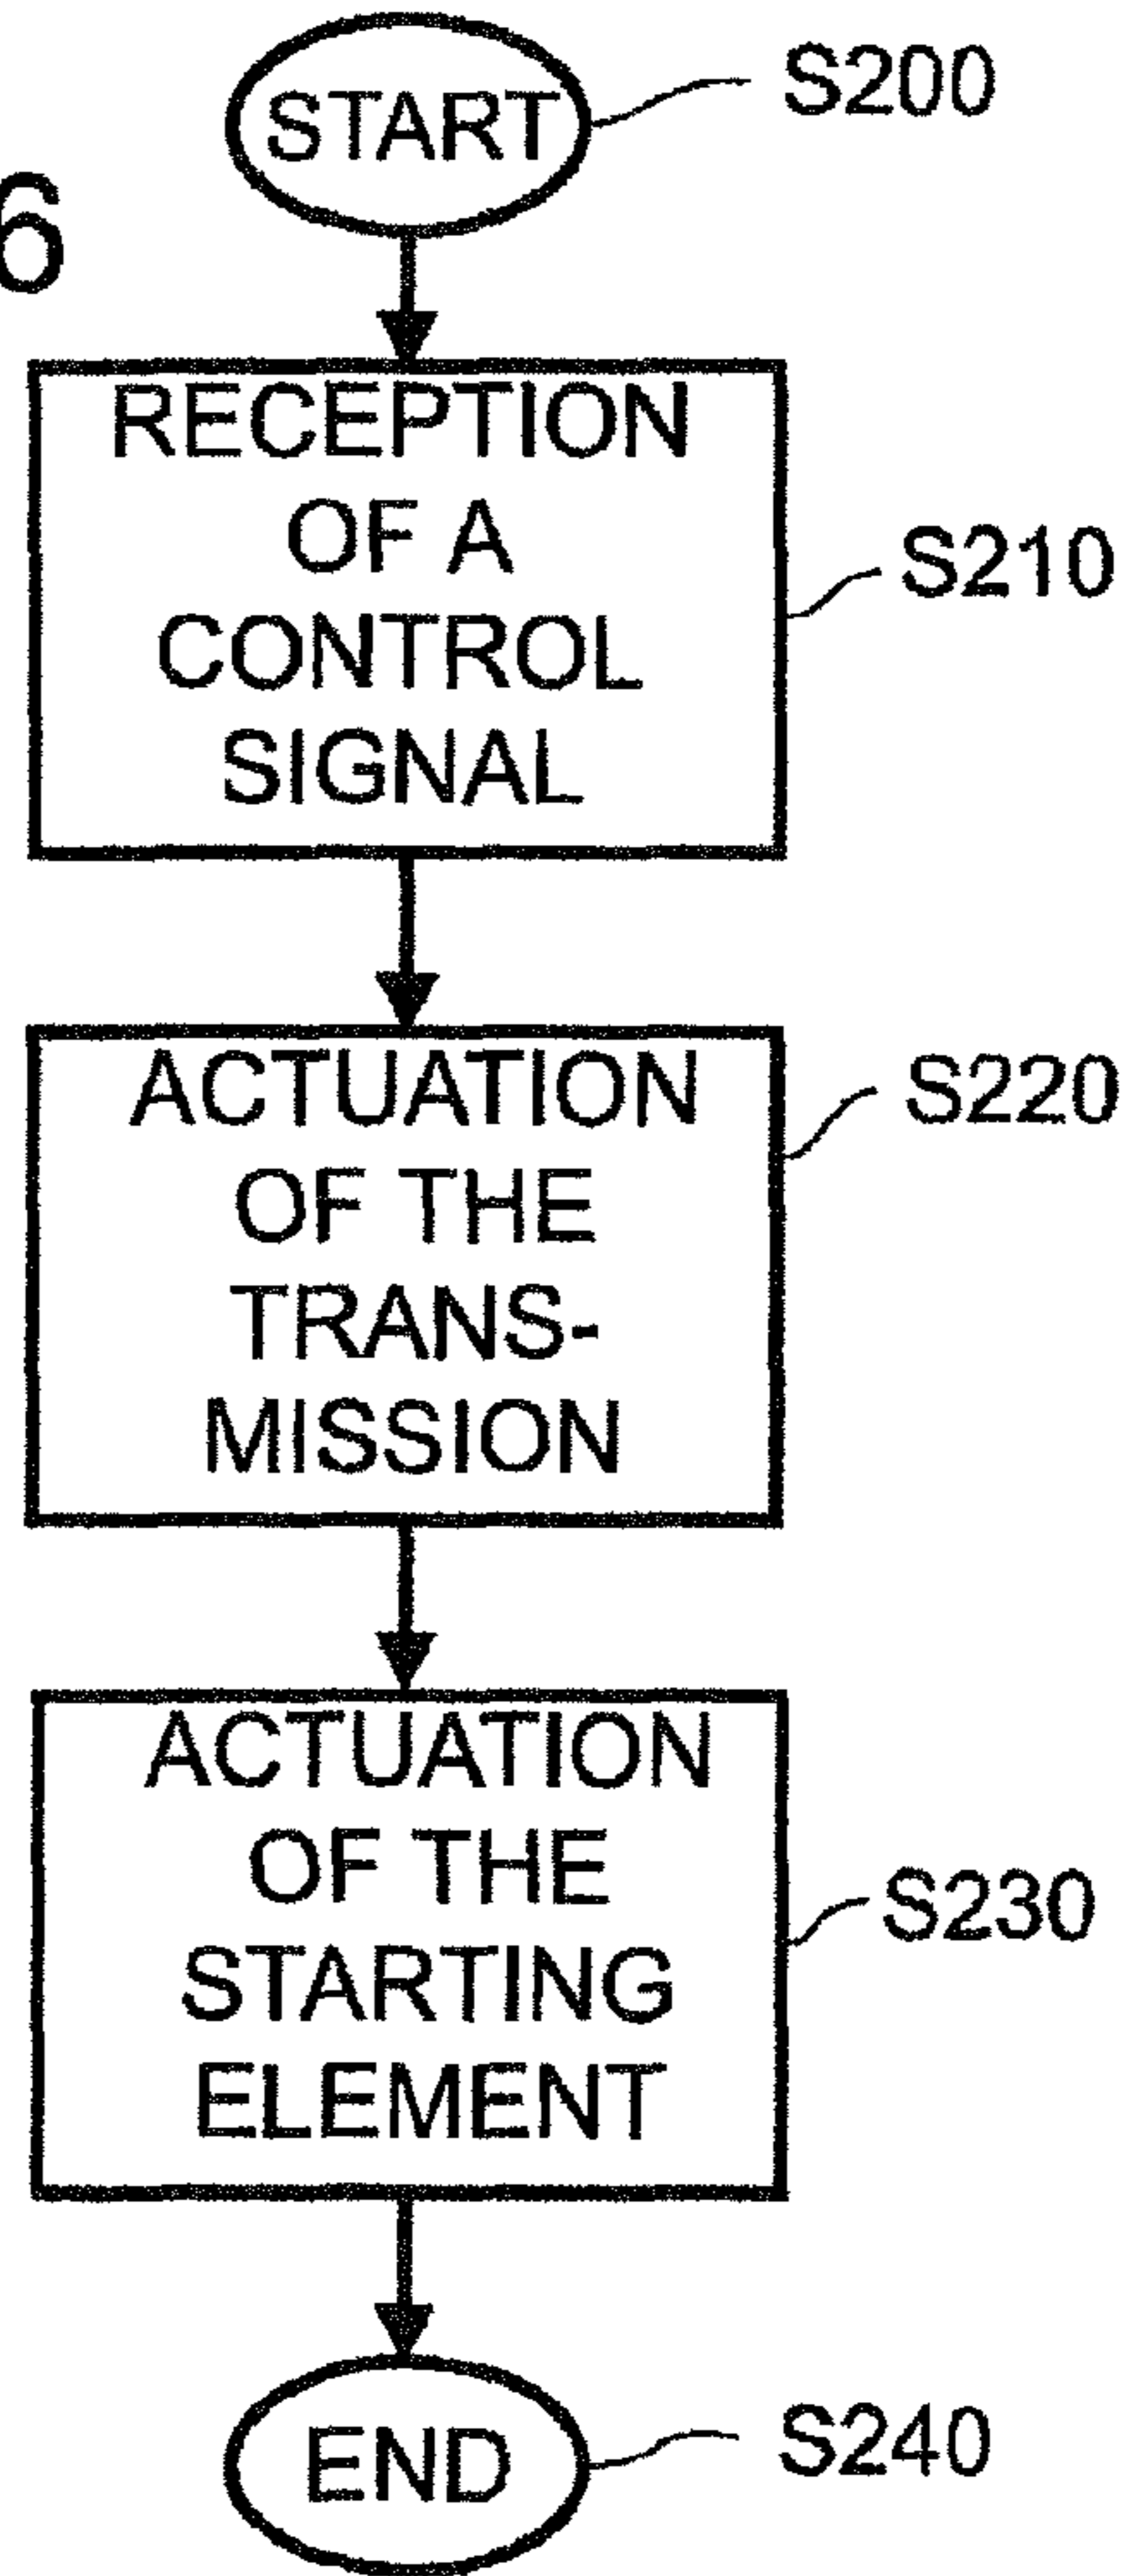 START
S200
6
RECEPTION
OF A
CONTROL
SIGNAL
S210
ACTUATION
OF THE
TRANS-
MISSION
S220
ACTUATION
OF THE
STARTING
ELEMENT
S230
END
S240